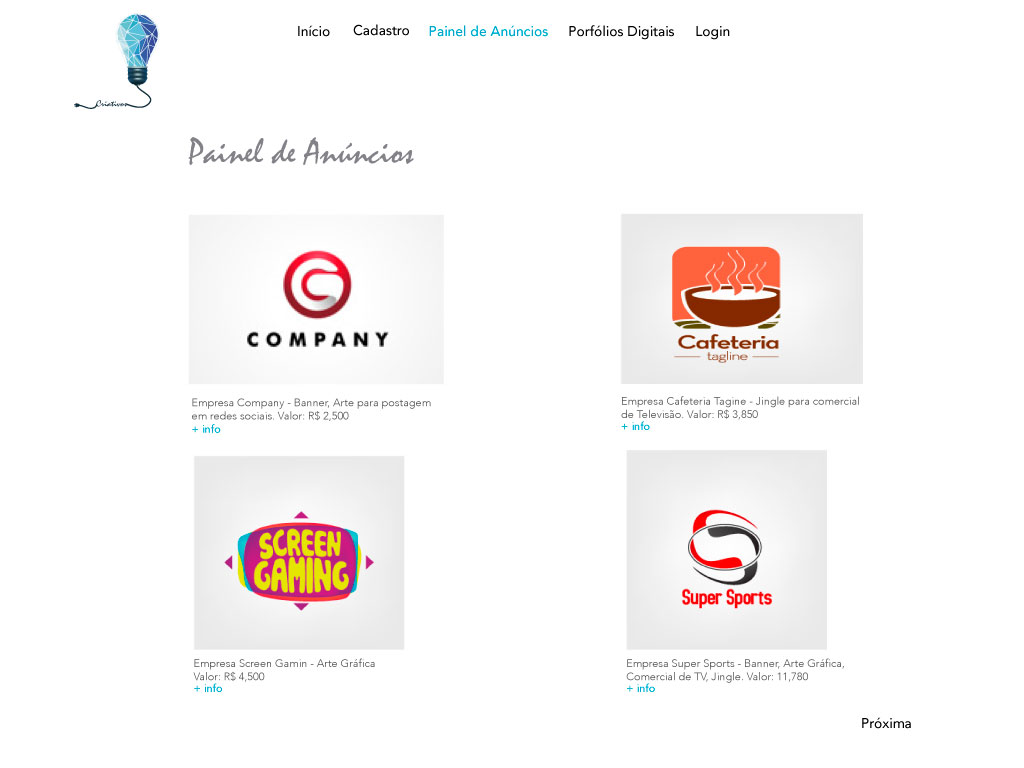 Início
Cadastro
Painel de Anúncios
Porfólios Digitais
Login
Criativos
Painel de Anúncios
COMPANY
Empresa Company - Banner, Arte para postagem
em redes sociais. Valor: R$ 2,500
+ info
Cafeteria
tagline
Empresa Cafeteria Tagine - Jingle para comercial
de Televisão. Valor: R$ 3,850
+ info
SCREEN
GAMING
Empresa Screen Gamin - Arte Gráfica
Valor: R$ 4,500
+ info
Super Sports
Empresa Super Sports - Banner, Arte Gráfica,
Comercial de TV, Jingle. Valor: 11,780
+ info
Próxima